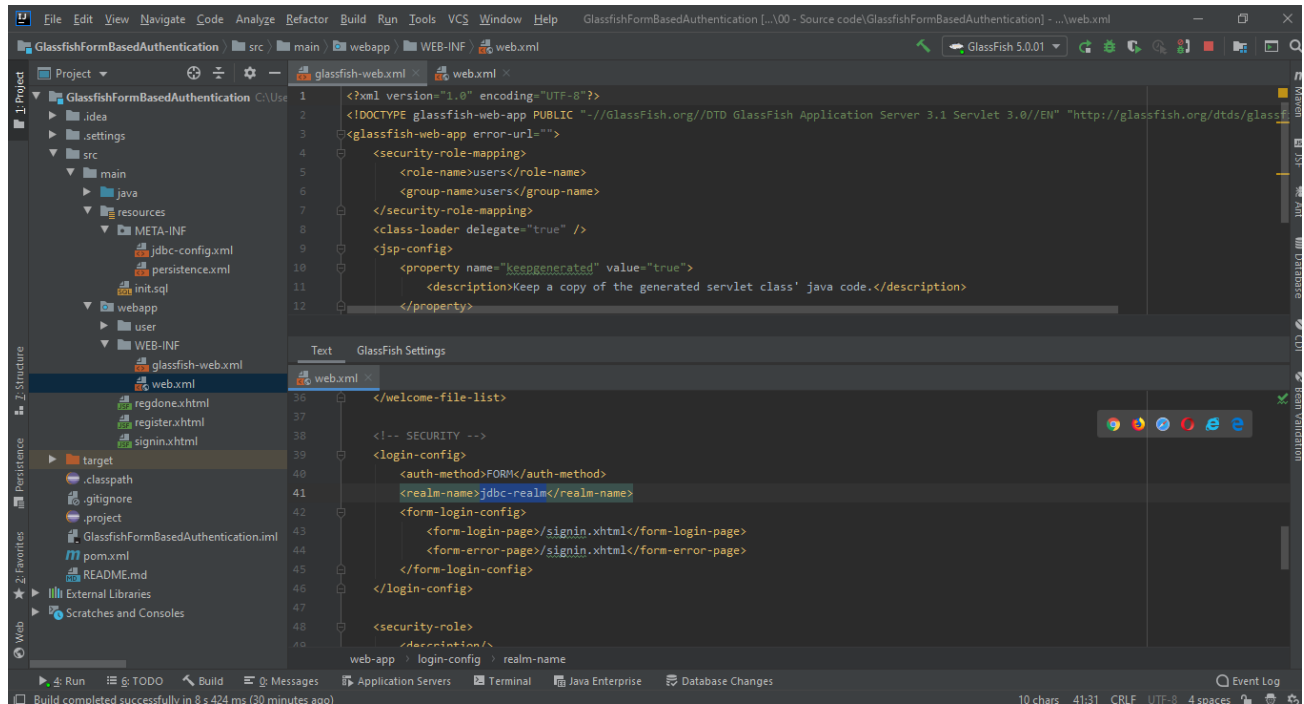 File Edit View Navigate Code Analyze Refactor Build Run Tools VCS Window Help GlassfishFormBasedAuthentication [...\00 - Source code\GlassfishFormBasedAuthentication] - ...\web.xml
GlassfishFormBasedAuthentication src main webapp WEB-INF web.xml GlassFish 5.0.01
1: Project
Project
GlassfishFormBasedAuthentication C:\Use
.idea
.settings
src
main
java
resources
META-INF
jdbc-config.xml
persistence.xml
init.sql
webapp
user
WEB-INF
glassfish-web.xml
web.xml
regdone.xhtml
register.xhtml
signin.xhtml
target
.classpath
.gitignore
.project
GlassfishFormBasedAuthentication.iml
pom.xml
README.md
External Libraries
Scratches and Consoles
Z: Structure
Persistence
2: Favorites
Web
glassfish-web.xml web.xml
1 <?xml version="1.0" encoding="UTF-8"?>
2 <!DOCTYPE glassfish-web-app PUBLIC "-//GlassFish.org//DTD GlassFish Application Server 3.1 Servlet 3.0//EN" "http://glassfish.org/dtds/glassf
3 <glassfish-web-app error-url="">
4 <security-role-mapping>
5 <role-name>users</role-name>
6 <group-name>users</group-name>
7 </security-role-mapping>
8 <class-loader delegate="true" />
9 <jsp-config>
10 <property name="keepgenerated" value="true">
11 <description>Keep a copy of the generated servlet class' java code.</description>
12 </property>
Text GlassFish Settings
web.xml
36 </welcome-file-list>
37
38 <!-- SECURITY -->
39 <login-config>
40 <auth-method>FORM</auth-method>
41 <realm-name>jdbc-realm</realm-name>
42 <form-login-config>
43 <form-login-page>/signin.xhtml</form-login-page>
44 <form-error-page>/signin.xhtml</form-error-page>
45 </form-login-config>
46 </login-config>
47
48 <security-role>
49 <description/>
web-app login-config realm-name
Maven
JSF
Ant
Database
CDI
Bean Validation
4: Run 6: TODO Build 0: Messages Application Servers Terminal Java Enterprise Database Changes Event Log
Build completed successfully in 8 s 424 ms (30 minutes ago) 10 chars 41:31 CRLF UTF-8 4 spaces